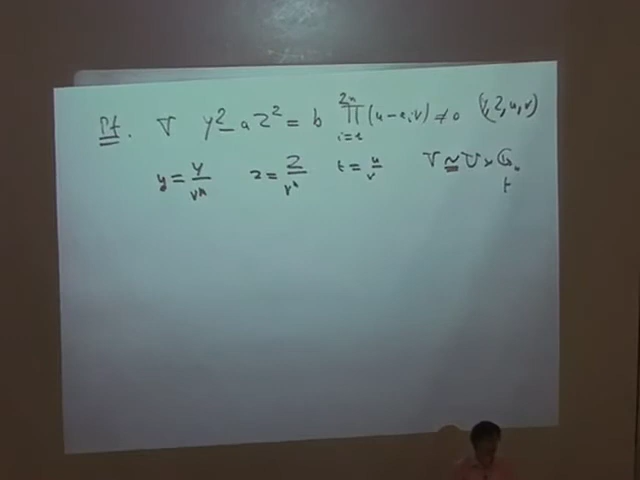 Pf. V Y² - a Z² = b ∏_{i=1}^{2n} (u - e_i v) ≠ 0 (Y, Z, u, v)
y = Y/v^n z = Z/v^n t = u/v V ≃ U × G_m
t